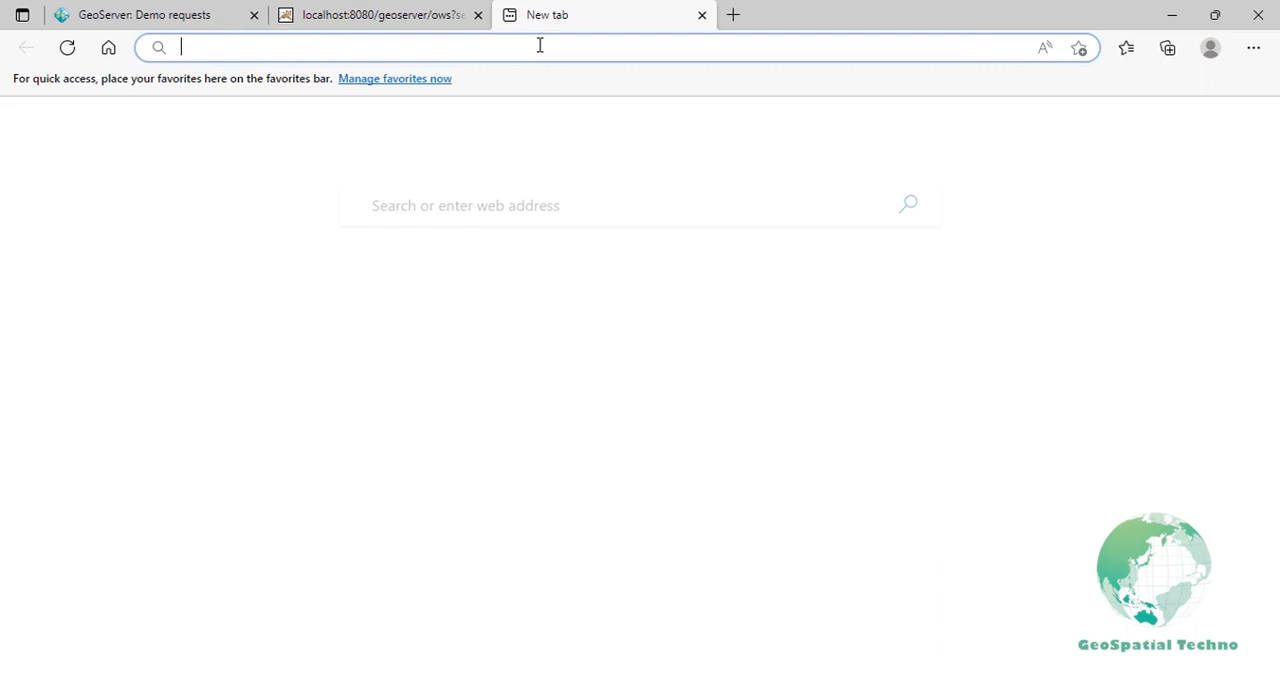 GeoServer: Demo requests
localhost:8080/geoserver/ows?se
New tab
For quick access, place your favorites here on the favorites bar. Manage favorites now
Search or enter web address
GeoSpatial Techno